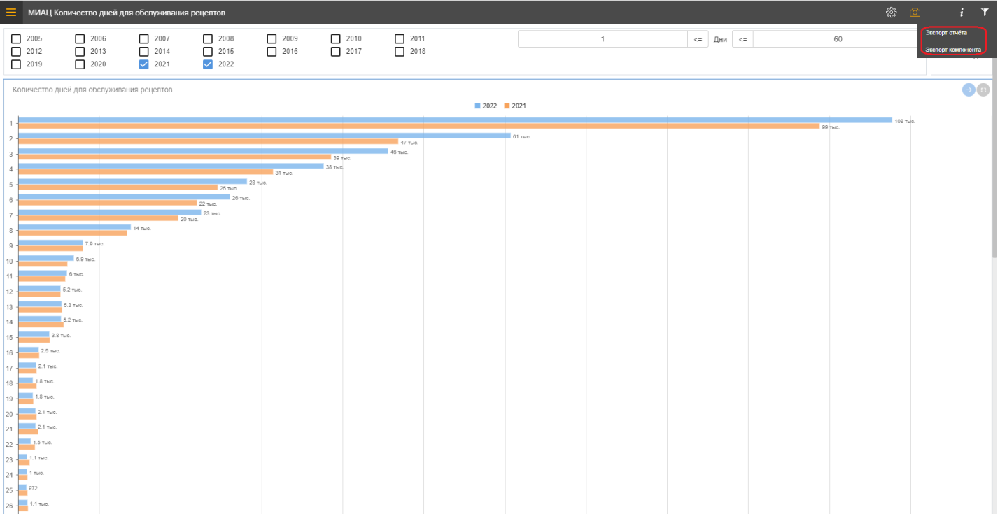 МИАЦ Количество дней для обслуживания рецептов
i
Экспорт отчёта
Экспорт компонента
2005 2006 2007 2008 2009 2010 2011
1 <= Дни <= 60
2012 2013 2014 2015 2016 2017 2018
2019 2020 2021 2022
Количество дней для обслуживания рецептов
2022 2021
1 108 тыс.
99 тыс.
2 61 тыс.
47 тыс.
3 46 тыс.
39 тыс.
4 38 тыс.
31 тыс.
5 28 тыс.
25 тыс.
6 26 тыс.
22 тыс.
7 23 тыс.
20 тыс.
8 14 тыс.
9 7.9 тыс.
10 6.9 тыс.
11 6 тыс.
12 5.2 тыс.
13 5.3 тыс.
14 5.2 тыс.
15 3.8 тыс.
16 2.5 тыс.
17 2.1 тыс.
18 1.8 тыс.
19 1.8 тыс.
20 2.1 тыс.
21 2.1 тыс.
22 1.5 тыс.
23 1.1 тыс.
24 1 тыс.
25 972
26 1.1 тыс.